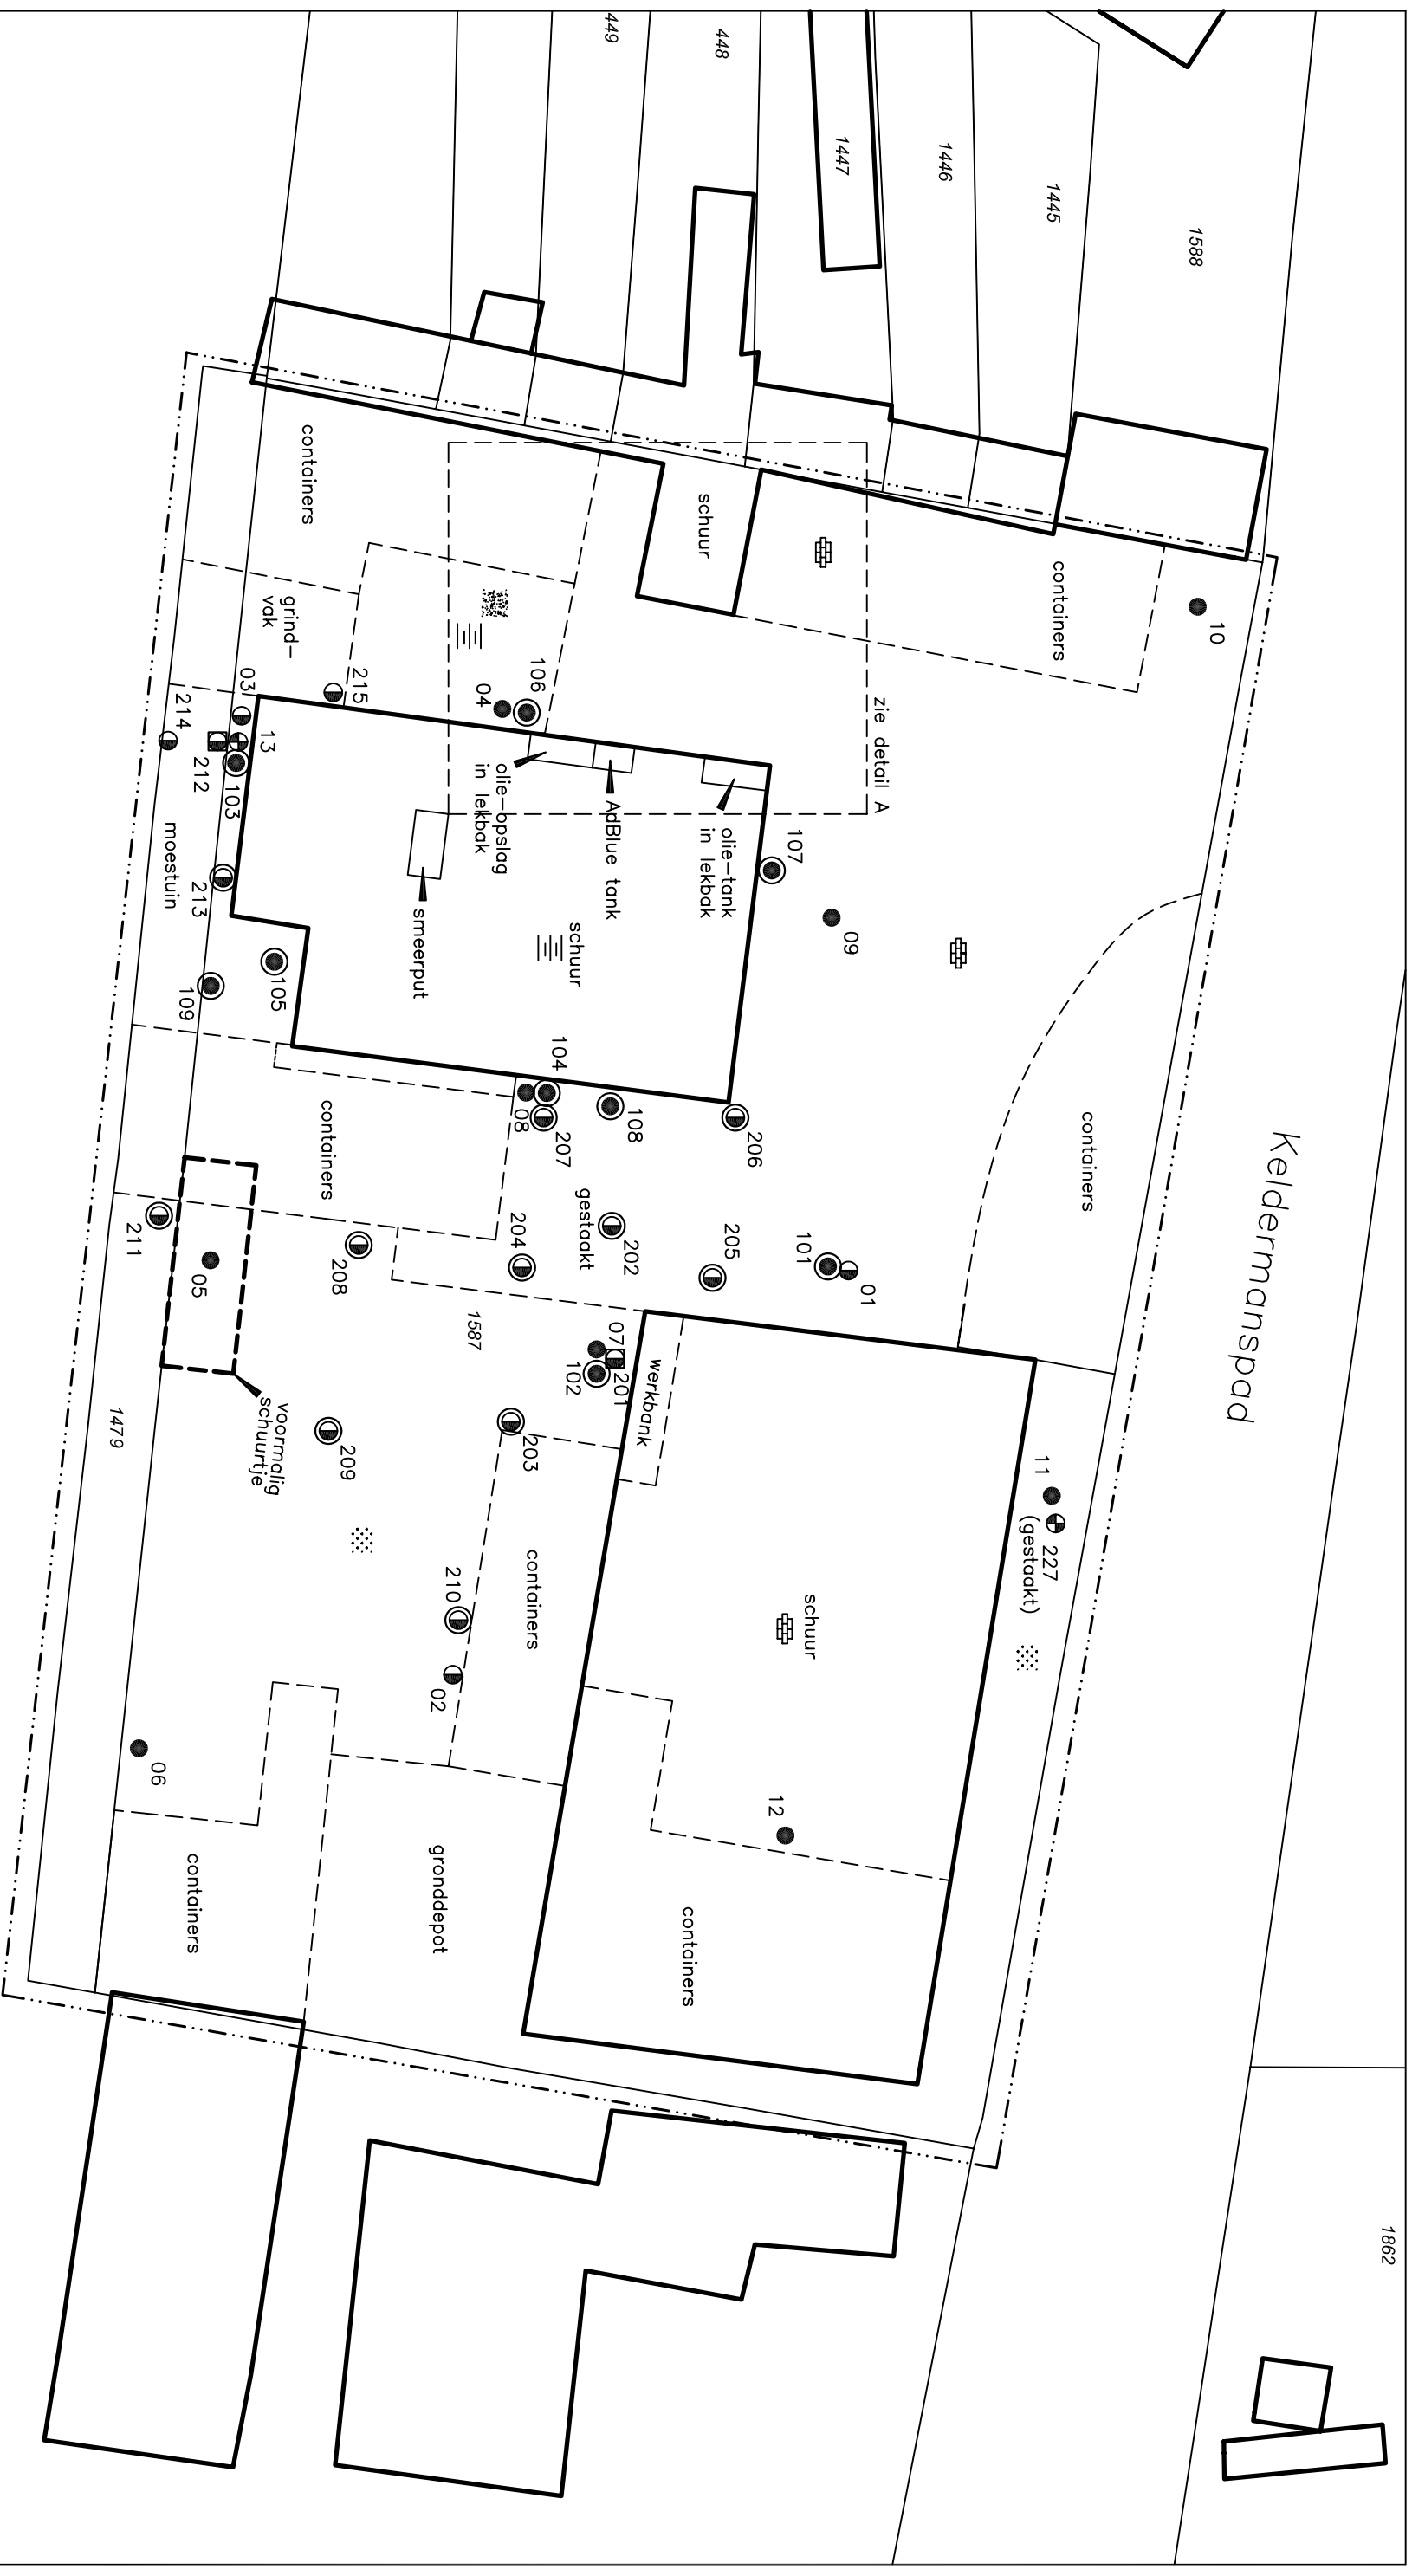 Keldermanspad
1862
1588
1445
1446
1447
448
449
containers
10
zie detail A
schuur
containers
grind-
vak
215
106
04
03
13
214
212
103
213
moestuin
105
109
olie-opslag
in lekbak
AdBlue tank
olie-tank
in lekbak
smeerput
schuur
107
09
containers
104
08
207
108
206
gestaakt
202
204
205
101
01
containers
208
211
05
voormalig
schuurtje
1587
1479
07
201
102
werkbank
203
209
containers
210
02
06
11
227
(gestaakt)
schuur
12
containers
gronddepot
containers